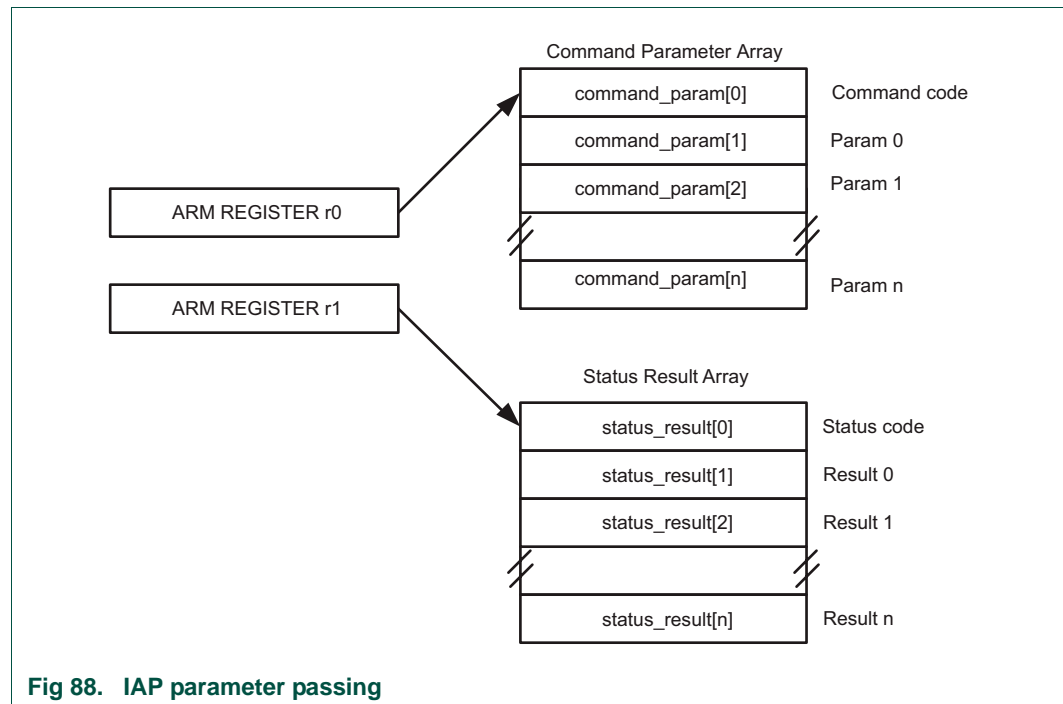 Command Parameter Array
command_param[0] Command code
command_param[1] Param 0
command_param[2] Param 1
ARM REGISTER r0
command_param[n] Param n
ARM REGISTER r1
Status Result Array
status_result[0] Status code
status_result[1] Result 0
status_result[2] Result 1
status_result[n] Result n
Fig 88. IAP parameter passing